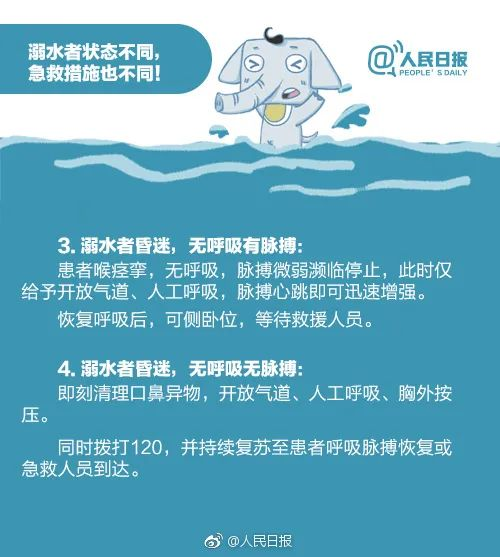 溺水者状态不同，
急救措施也不同！
@人民日报
PEOPLE'S DAILY
3. 溺水者昏迷，无呼吸有脉搏：
患者喉痉挛，无呼吸，脉搏微弱濒临停止，此时仅
给予开放气道、人工呼吸，脉搏心跳即可迅速增强。
恢复呼吸后，可侧卧位，等待救援人员。
4. 溺水者昏迷，无呼吸无脉搏：
即刻清理口鼻异物，开放气道、人工呼吸、胸外按
压。
同时拨打120，并持续复苏至患者呼吸脉搏恢复或
急救人员到达。
@人民日报